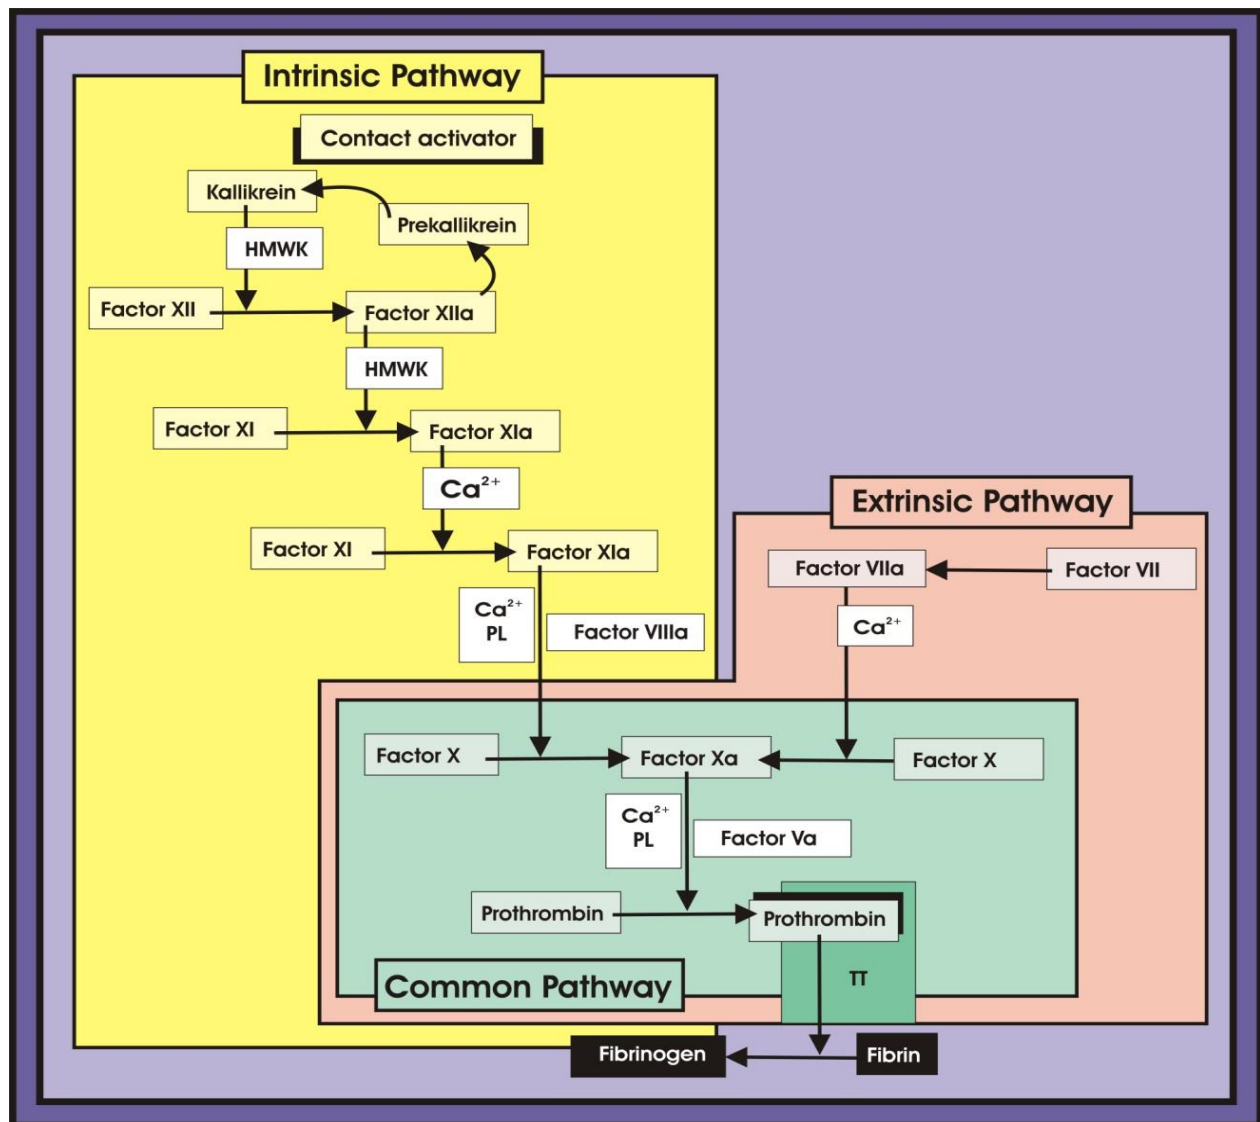 Intrinsic Pathway
Contact activator
Kallikrein
Prekallikrein
HMWK
Factor XII
Factor XIIa
HMWK
Factor XI
Factor XIa
Ca²⁺
Factor XI
Factor XIa
Ca²⁺
PL
Factor VIIIa
Extrinsic Pathway
Factor VIIa
Factor VII
Ca²⁺
Factor X
Factor Xa
Factor X
Ca²⁺
PL
Factor Va
Prothrombin
Prothrombin
TT
Common Pathway
Fibrinogen
Fibrin